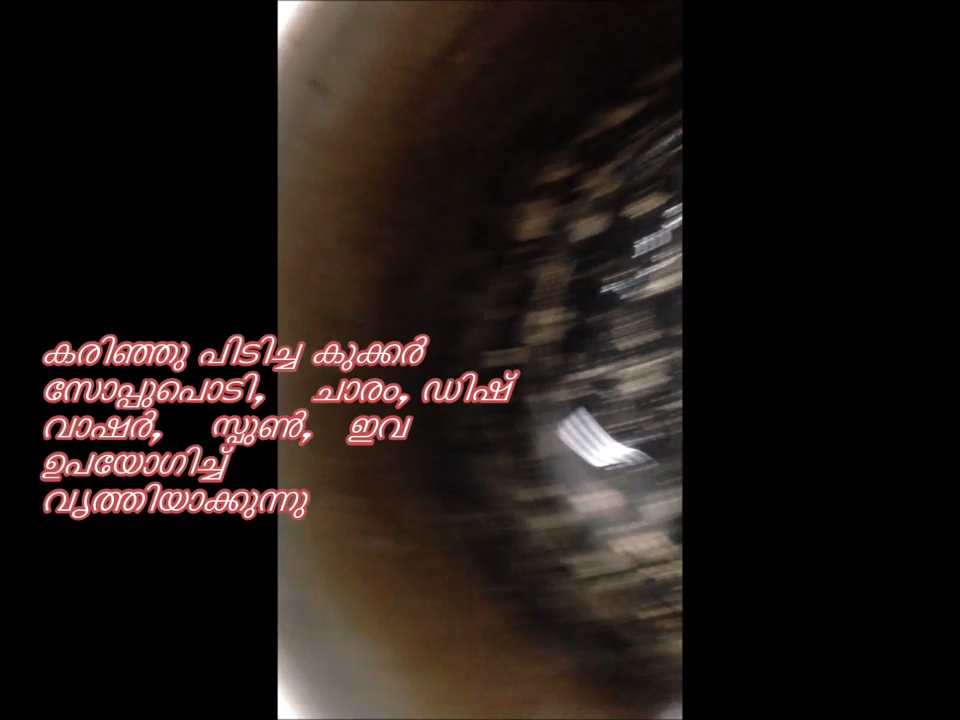 കരിഞ്ഞു പിടിച്ച കുക്കർ
സോപ്പുപൊടി, ചാരം, ഡിഷ്
വാഷർ, സ്പൂൺ, ഇവ
ഉപയോഗിച്ച്
വൃത്തിയാക്കുന്നു